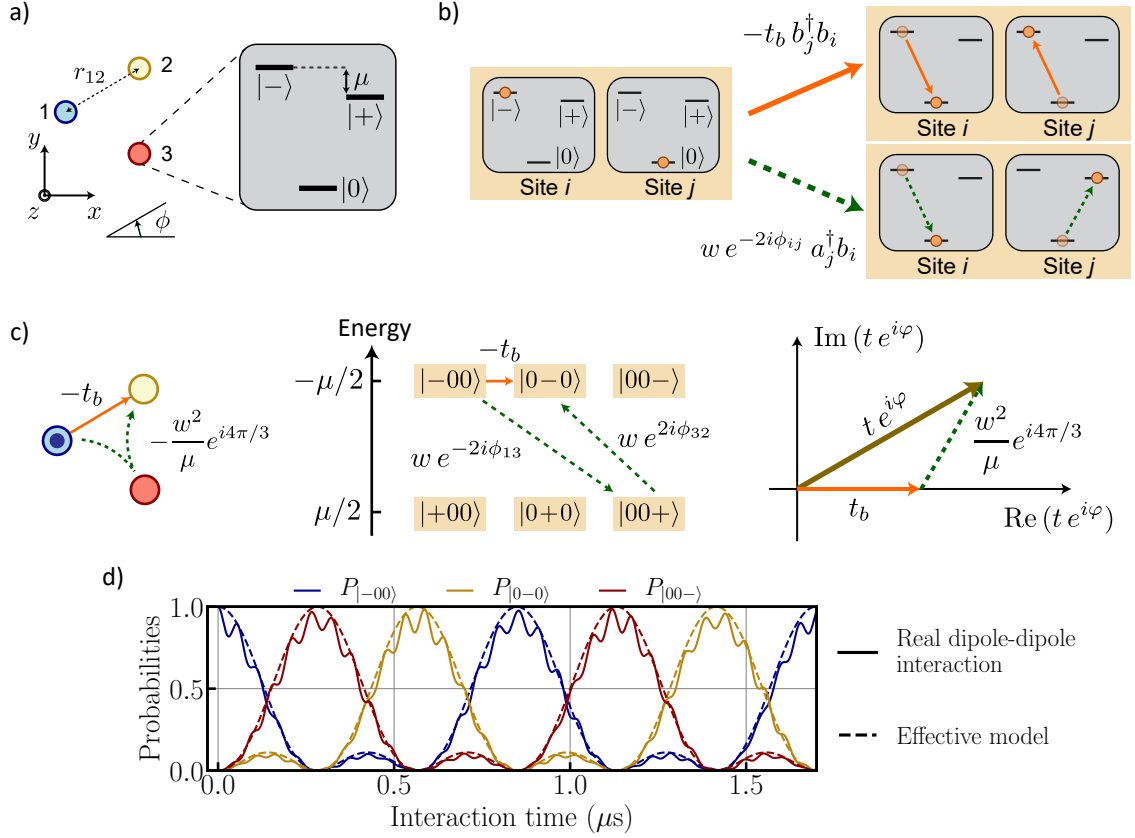 a)
1
2
3
r₁₂
y
x
z
ϕ
|−⟩
μ
|+⟩
|0⟩
b)
|−⟩
|+⟩
|0⟩
Site i
|−⟩
|+⟩
|0⟩
Site j
−t_b b_j† b_i
Site i
Site j
w e^{−2iϕ_{ij}} a_j† b_i
Site i
Site j
c)
−t_b
−\frac{w²}{μ} e^{i4π/3}
Energy
−μ/2
μ/2
|−00⟩
−t_b
|0−0⟩
|00−⟩
w e^{−2iϕ₁₃}
w e^{2iϕ₃₂}
|+00⟩
|0+0⟩
|00+⟩
Im (t e^{iφ})
t e^{iφ}
\frac{w²}{μ} e^{i4π/3}
t_b
Re (t e^{iφ})
d)
P_{|−00⟩}
P_{|0−0⟩}
P_{|00−⟩}
Probabilities
1.0
0.5
0.0
0.0
0.5
1.0
1.5
Interaction time (μs)
Real dipole-dipole
interaction
Effective model